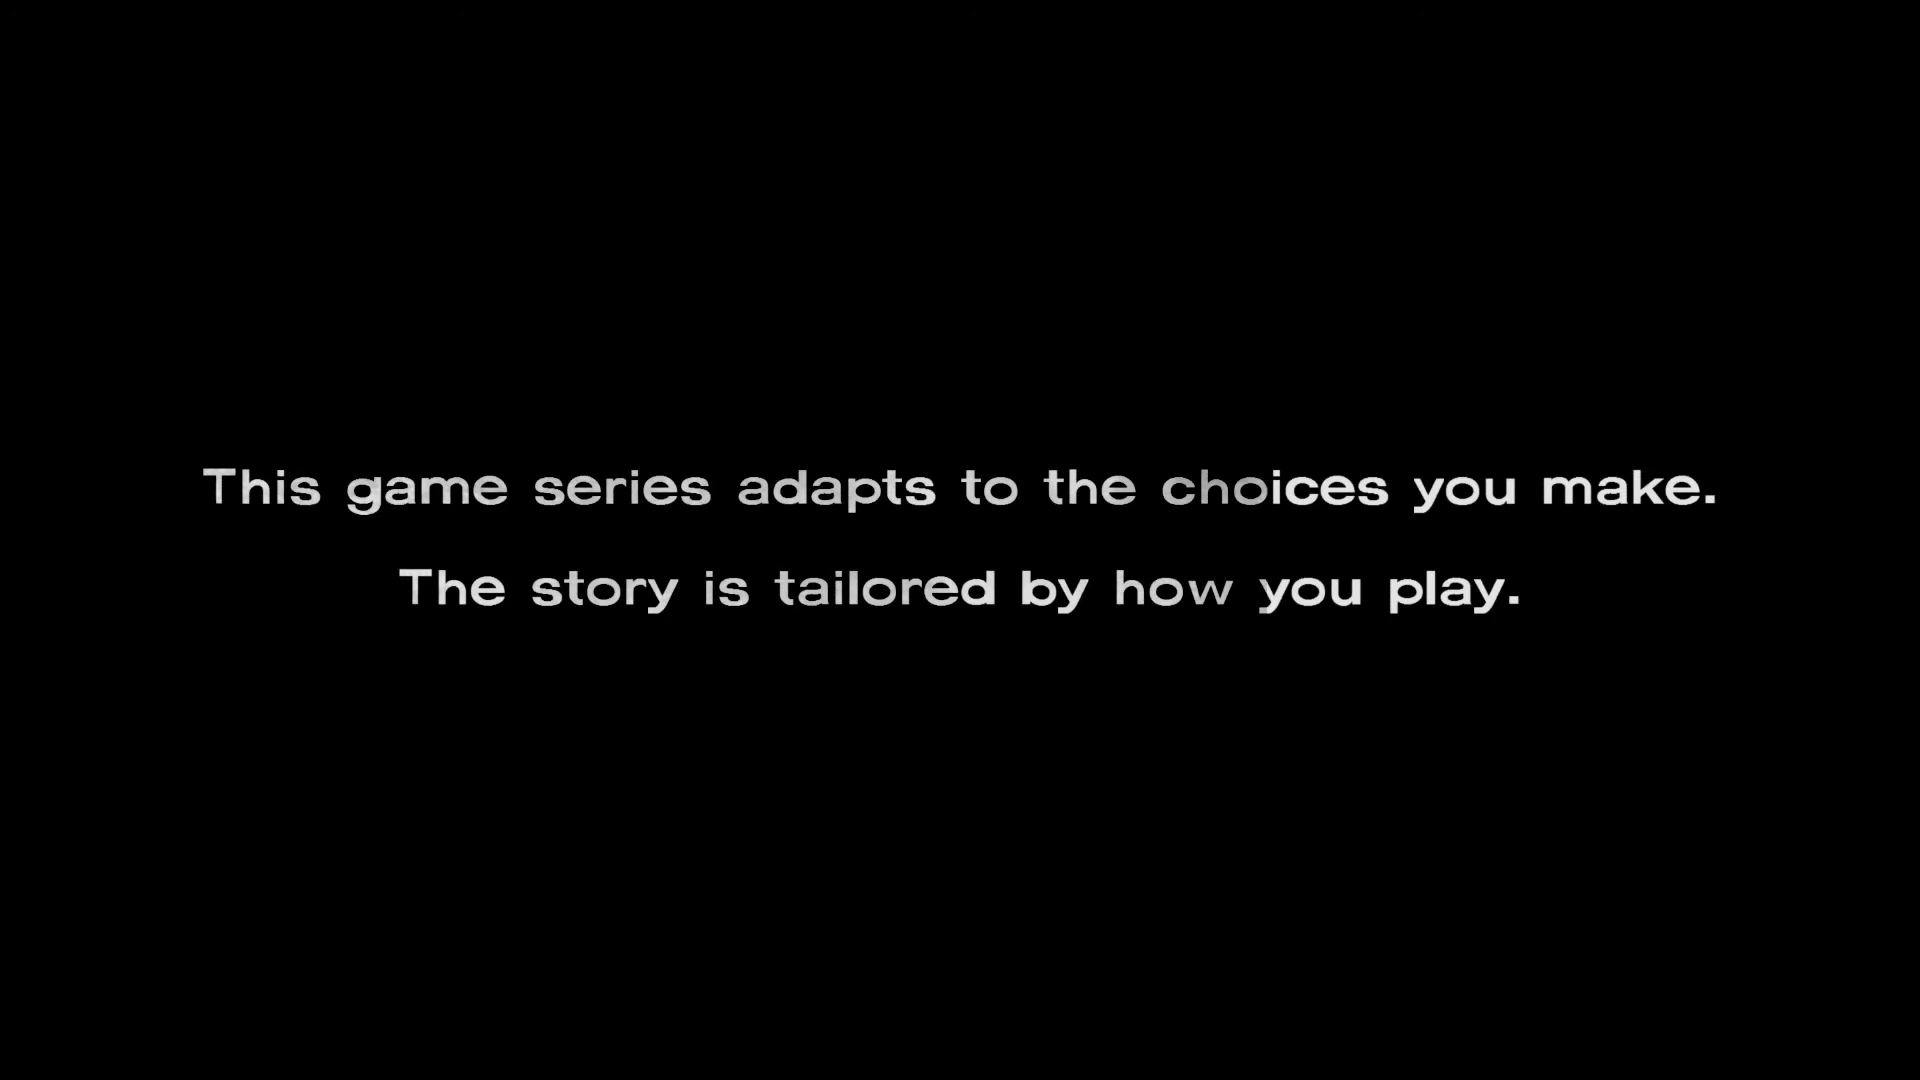 This game series adapts to the choices you make.
The story is tailored by how you play.